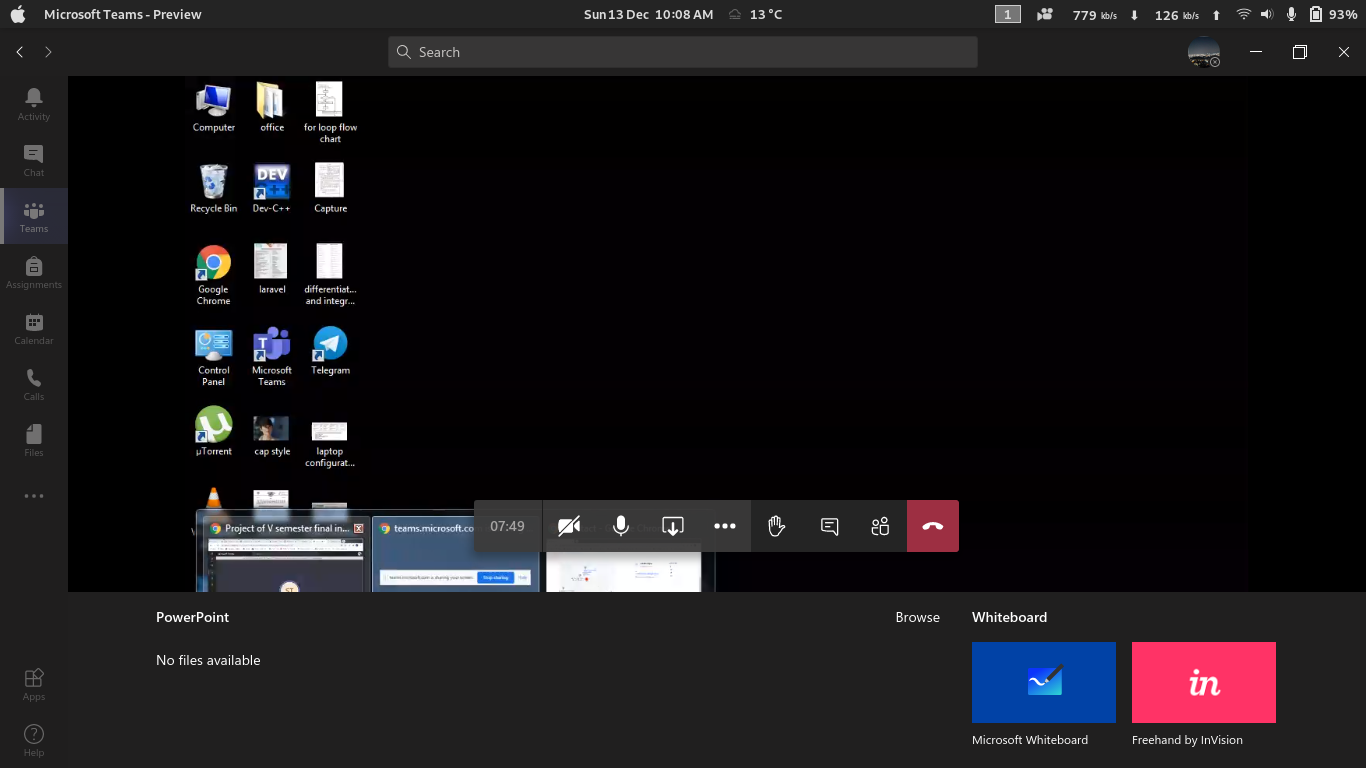 Microsoft Teams - Preview
Sun 13 Dec 10:08 AM
13 °C
1
779 kb/s
126 kb/s
93%
Search
Activity
Chat
Teams
Assignments
Calendar
Calls
Files
Apps
Help
Computer
office
for loop flow
chart
Recycle Bin
DEV
Dev-C++
Capture
Google
Chrome
laravel
differentiat...
and integr...
Control
Panel
T
Microsoft
Teams
Telegram
µ
µTorrent
cap style
laptop
configurat...
Project of V semester final in...
teams.microsoft.co
teams.microsoft.com is sharing your screen.
Stop sharing
Hide
ST
07:49
PowerPoint
Browse
No files available
Whiteboard
in
Microsoft Whiteboard
Freehand by InVision